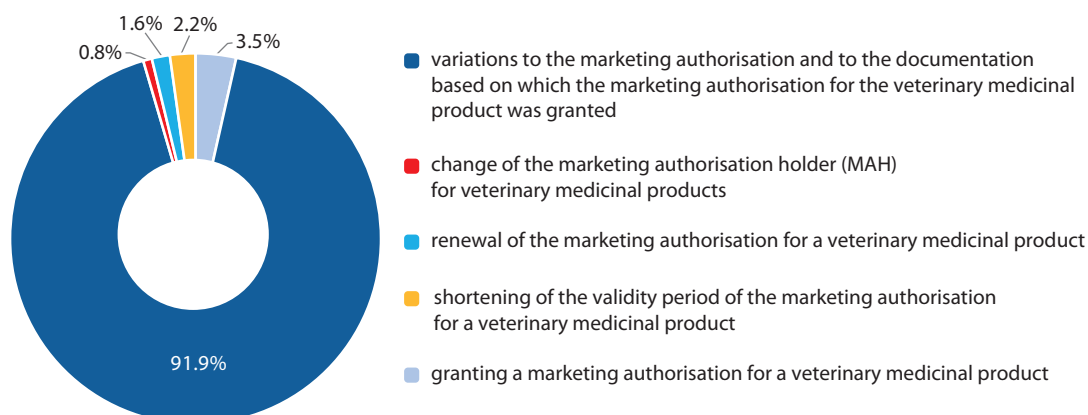 1.6%
2.2%
0.8%
3.5%
variations to the marketing authorisation and to the documentation
based on which the marketing authorisation for the veterinary medicinal
product was granted
change of the marketing authorisation holder (MAH)
for veterinary medicinal products
renewal of the marketing authorisation for a veterinary medicinal product
shortening of the validity period of the marketing authorisation
for a veterinary medicinal product
91.9%
granting a marketing authorisation for a veterinary medicinal product